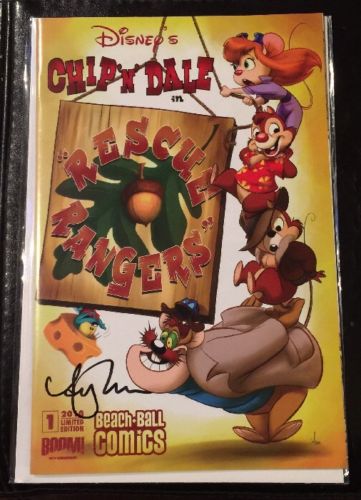 Disney's
CHIP 'N' DALE
in
"RESCUE
RANGERS"
1
2010
LIMITED
EDITION
BOOM!
BEACH-BALL
COMICS